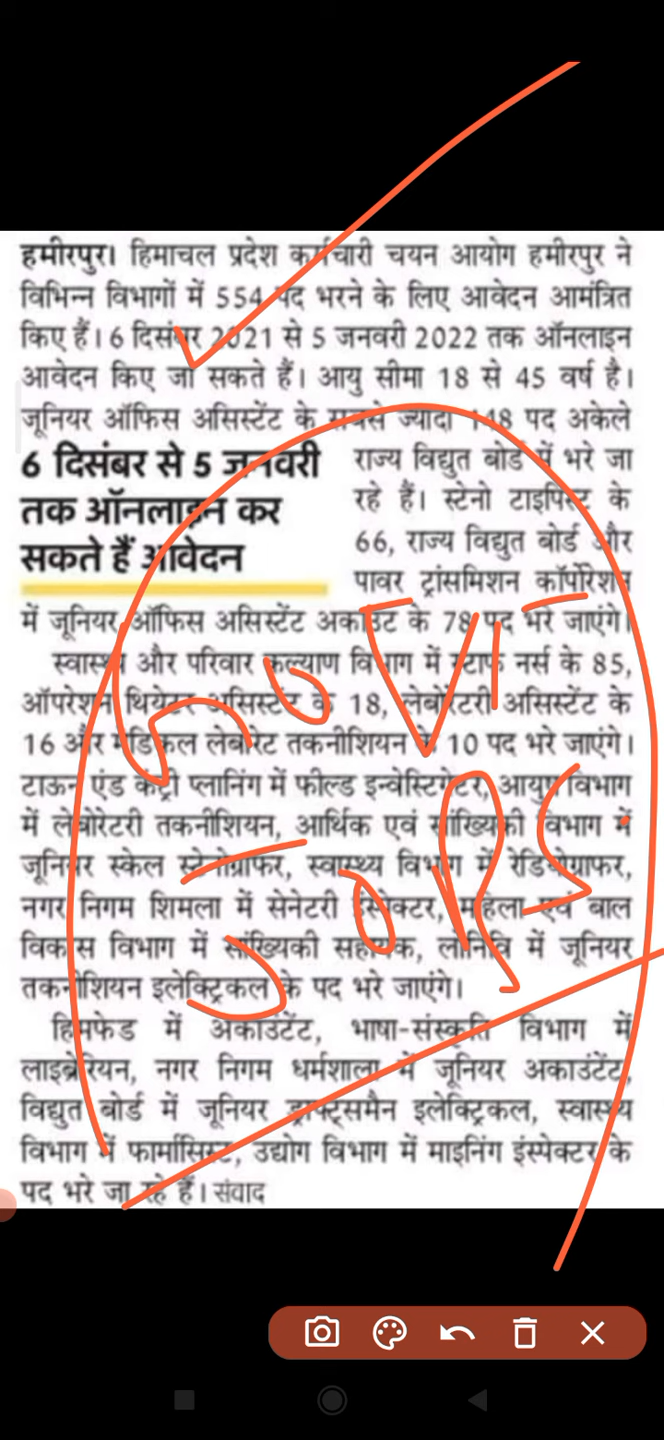 हमीरपुर। हिमाचल प्रदेश कर्मचारी चयन आयोग हमीरपुर ने
विभिन्न विभागों में 554 पद भरने के लिए आवेदन आमंत्रित
किए हैं। 6 दिसंबर 2021 से 5 जनवरी 2022 तक ऑनलाइन
आवेदन किए जा सकते हैं। आयु सीमा 18 से 45 वर्ष है।
जूनियर ऑफिस असिस्टेंट के सबसे ज्यादा 148 पद अकेले
6 दिसंबर से 5 जनवरी
तक ऑनलाइन कर
सकते हैं आवेदन
राज्य विद्युत बोर्ड में भरे जा
रहे हैं। स्टेनो टाइपिस्ट के
66, राज्य विद्युत बोर्ड और
पावर ट्रांसमिशन कॉर्पोरेशन
में जूनियर ऑफिस असिस्टेंट अकाउंट के 78 पद भरे जाएंगे।
स्वास्थ्य और परिवार कल्याण विभाग में स्टाफ नर्स के 85,
ऑपरेशन थियेटर असिस्टेंट के 18, लेबोरेटरी असिस्टेंट के
16 और मेडिकल लेबोरेट तकनीशियन के 10 पद भरे जाएंगे।
टाऊन एंड कंट्री प्लानिंग में फील्ड इन्वेस्टिगेटर, आयुष विभाग
में लेबोरेटरी तकनीशियन, आर्थिक एवं सांख्यिकी विभाग में
जूनियर स्केल स्टेनोग्राफर, स्वास्थ्य विभाग में रेडियोग्राफर,
नगर निगम शिमला में सेनेटरी इंस्पेक्टर, महिला एवं बाल
विकास विभाग में सांख्यिकी सहायक, लोनिवि में जूनियर
तकनीशियन इलेक्ट्रिकल के पद भरे जाएंगे।
हिमफेड में अकाउंटेंट, भाषा-संस्कृति विभाग में
लाइब्रेरियन, नगर निगम धर्मशाला में जूनियर अकाउंटेंट,
विद्युत बोर्ड में जूनियर ड्राफ्ट्समैन इलेक्ट्रिकल, स्वास्थ्य
विभाग में फार्मासिस्ट, उद्योग विभाग में माइनिंग इंस्पेक्टर के
पद भरे जा रहे हैं। संवाद